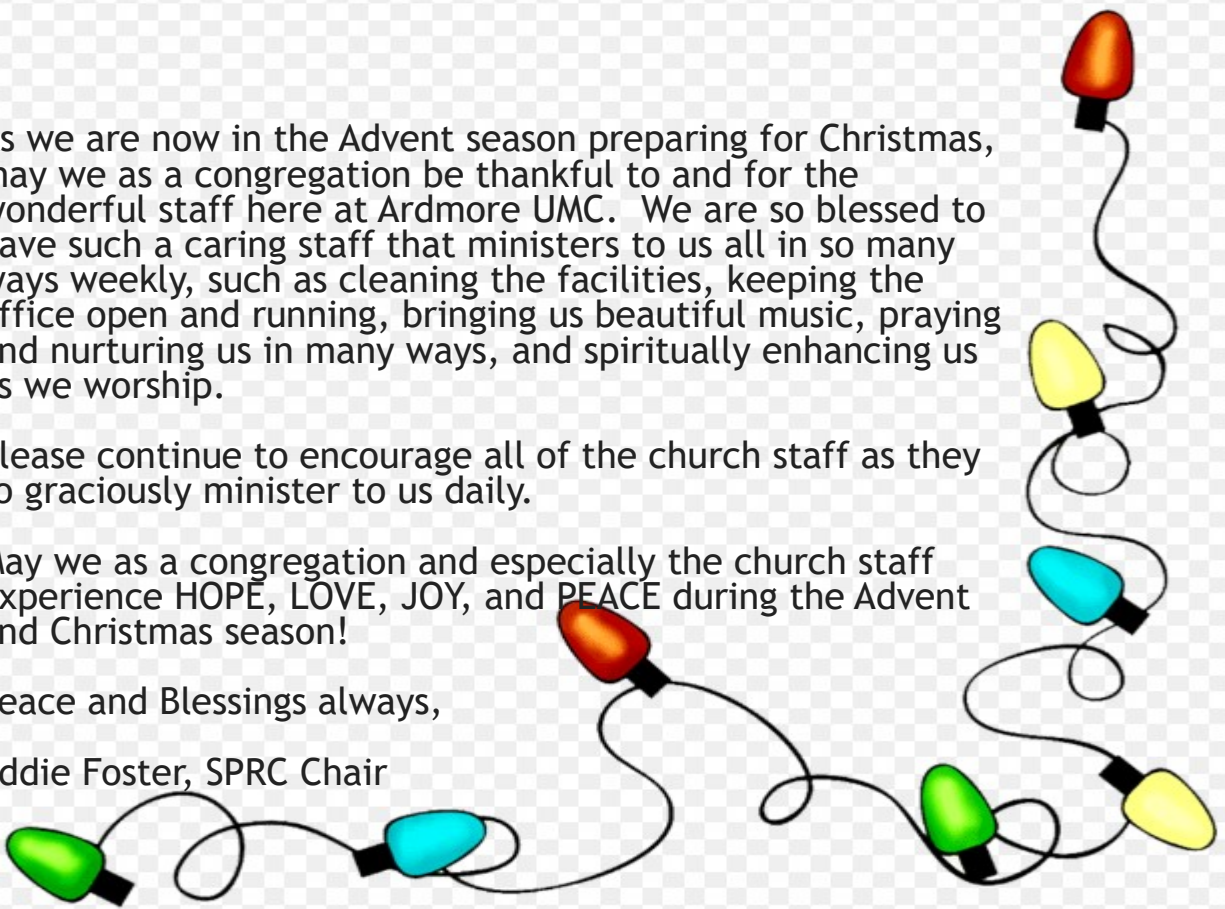 s we are now in the Advent season preparing for Christmas,
may we as a congregation be thankful to and for the
wonderful staff here at Ardmore UMC. We are so blessed to
ave such a caring staff that ministers to us all in so many
ways weekly, such as cleaning the facilities, keeping the
ffice open and running, bringing us beautiful music, praying
nd nurturing us in many ways, and spiritually enhancing us
s we worship.
lease continue to encourage all of the church staff as they
o graciously minister to us daily.
May we as a congregation and especially the church staff
xperience HOPE, LOVE, JOY, and PEACE during the Advent
nd Christmas season!
eace and Blessings always,
ddie Foster, SPRC Chair